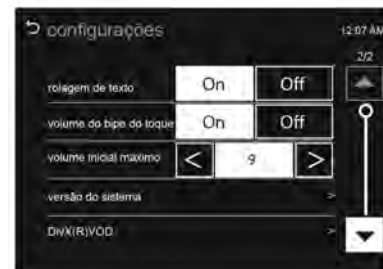 configurações
12:07 AM
2/2
rolagem de texto On Off
volume do bipe do toque On Off
volume inicial máximo < 9 >
versão do sistema >
DivX(R)VOD >